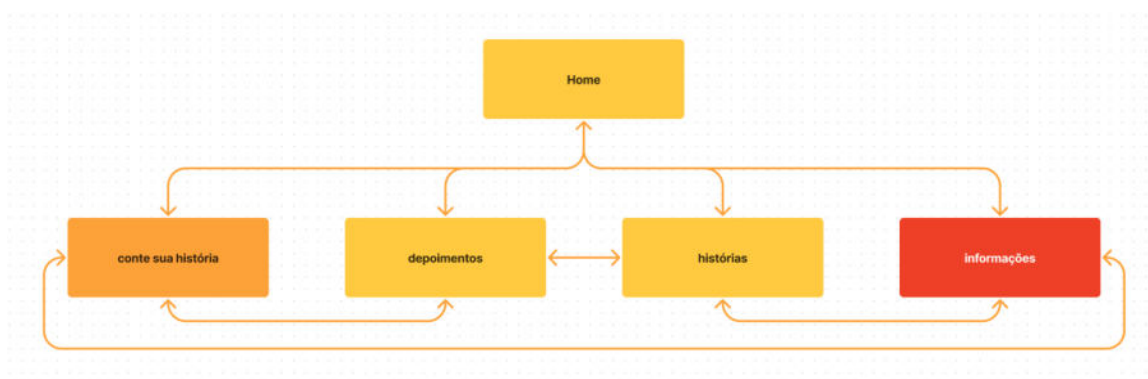 Home
conte sua história
depoimentos
histórias
informações